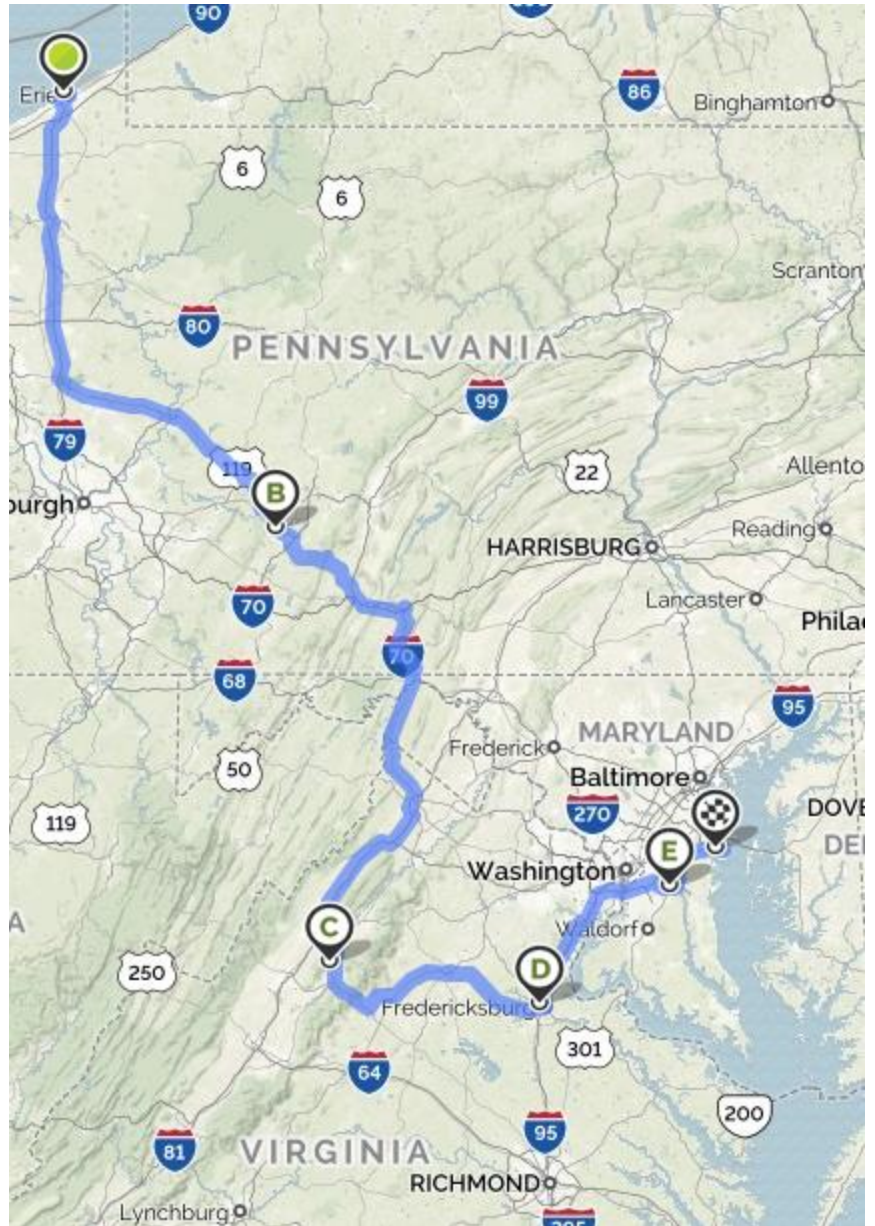 90
86
Erie
Binghamton
6
6
Scranton
80
PENNSYLVANIA
99
79
119
22
Allento
burgh
B
Reading
HARRISBURG
70
Lancaster
Phila
70
68
95
MARYLAND
Frederick
50
Baltimore
270
DOVE
119
DE
E
Washington
C
Waldorf
A
D
250
Fredericksburg
301
64
200
95
81
VIRGINIA
RICHMOND
Lynchburg